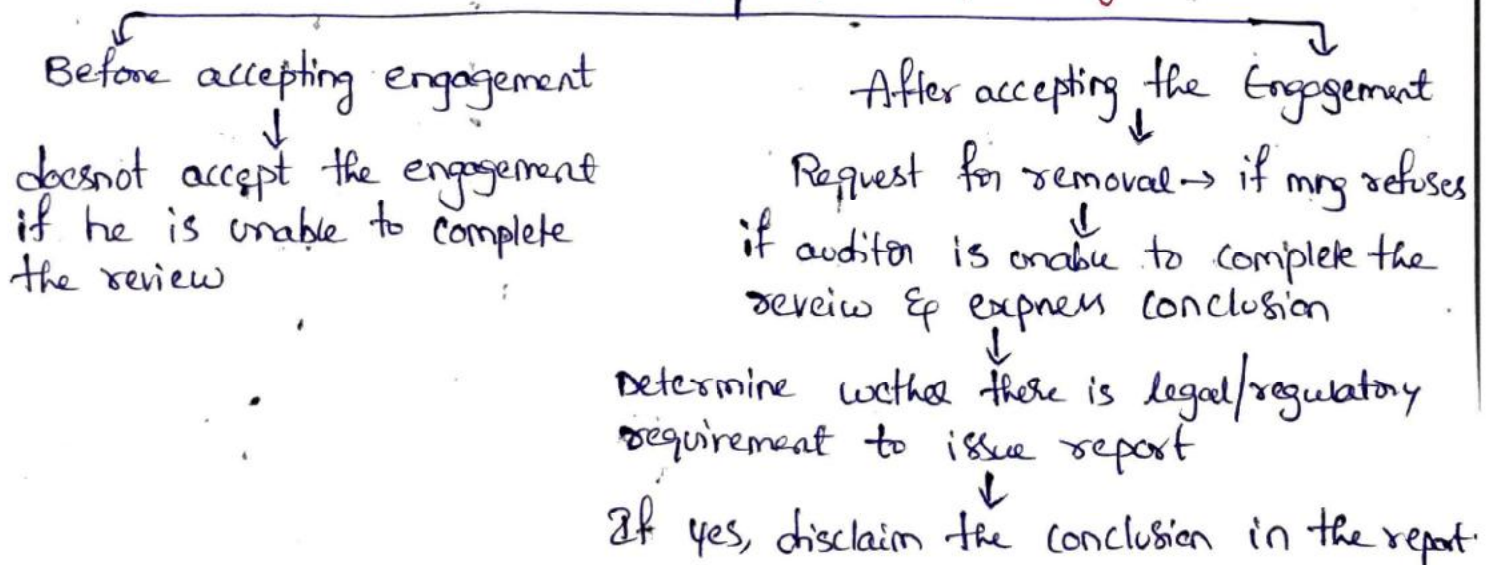 Before accepting engagement
doesnot accept the engagement
if he is unable to complete
the review
After accepting the Engagement
Request for removal → if mng refuses
if auditor is unable to complete the
reveiw & express conclusion
Determine wether there is legal/regulatory
requirement to issue report
If yes, disclaim the conclusion in the report.